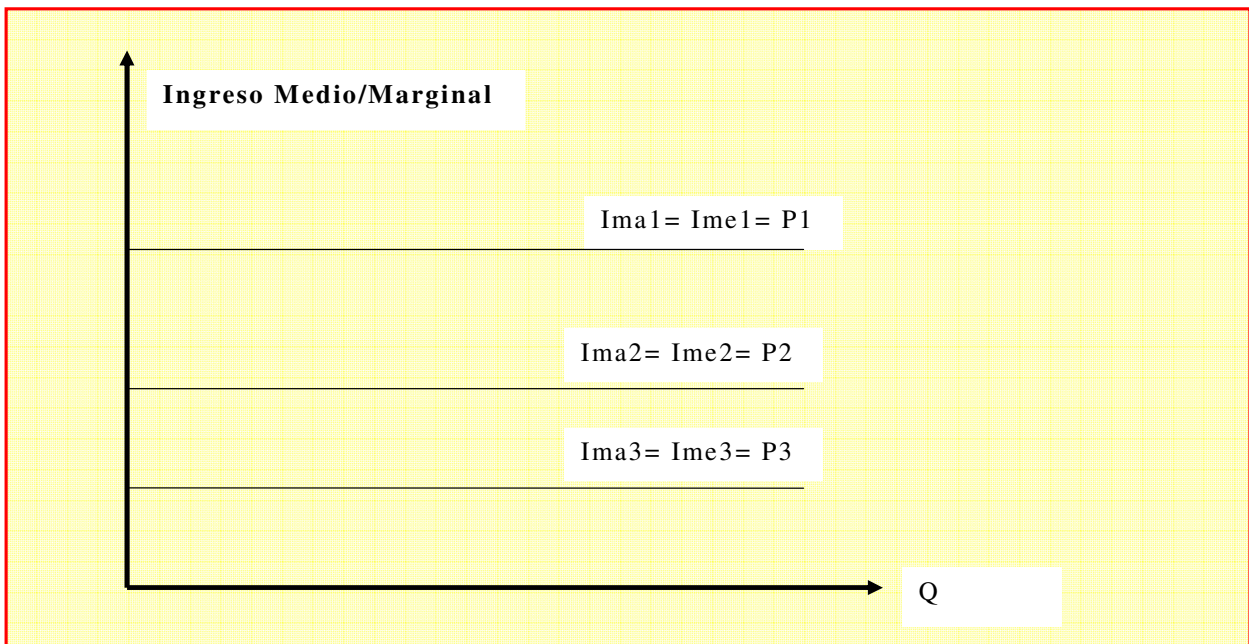 Ingreso Medio/Marginal
Ima1= Ime1= P1
Ima2= Ime2= P2
Ima3= Ime3= P3
Q